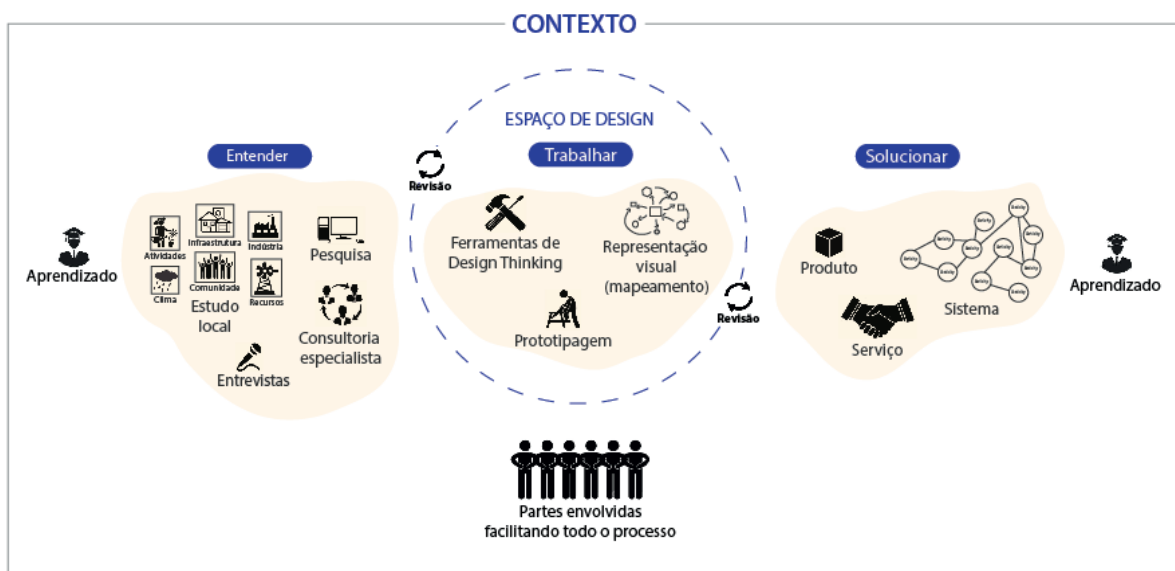 CONTEXTO
ESPAÇO DE DESIGN
Entender
Trabalhar
Solucionar
Revisão
Atividades
Infraestrutura
Indústria
Pesquisa
Clima
Comunidade
Recursos
Estudo
local
Consultoria
especialista
Entrevistas
Aprendizado
Ferramentas de
Design Thinking
Representação
visual
(mapeamento)
Prototipagem
Revisão
Produto
Serviço
Sistema
Aprendizado
Partes envolvidas
facilitando todo o processo